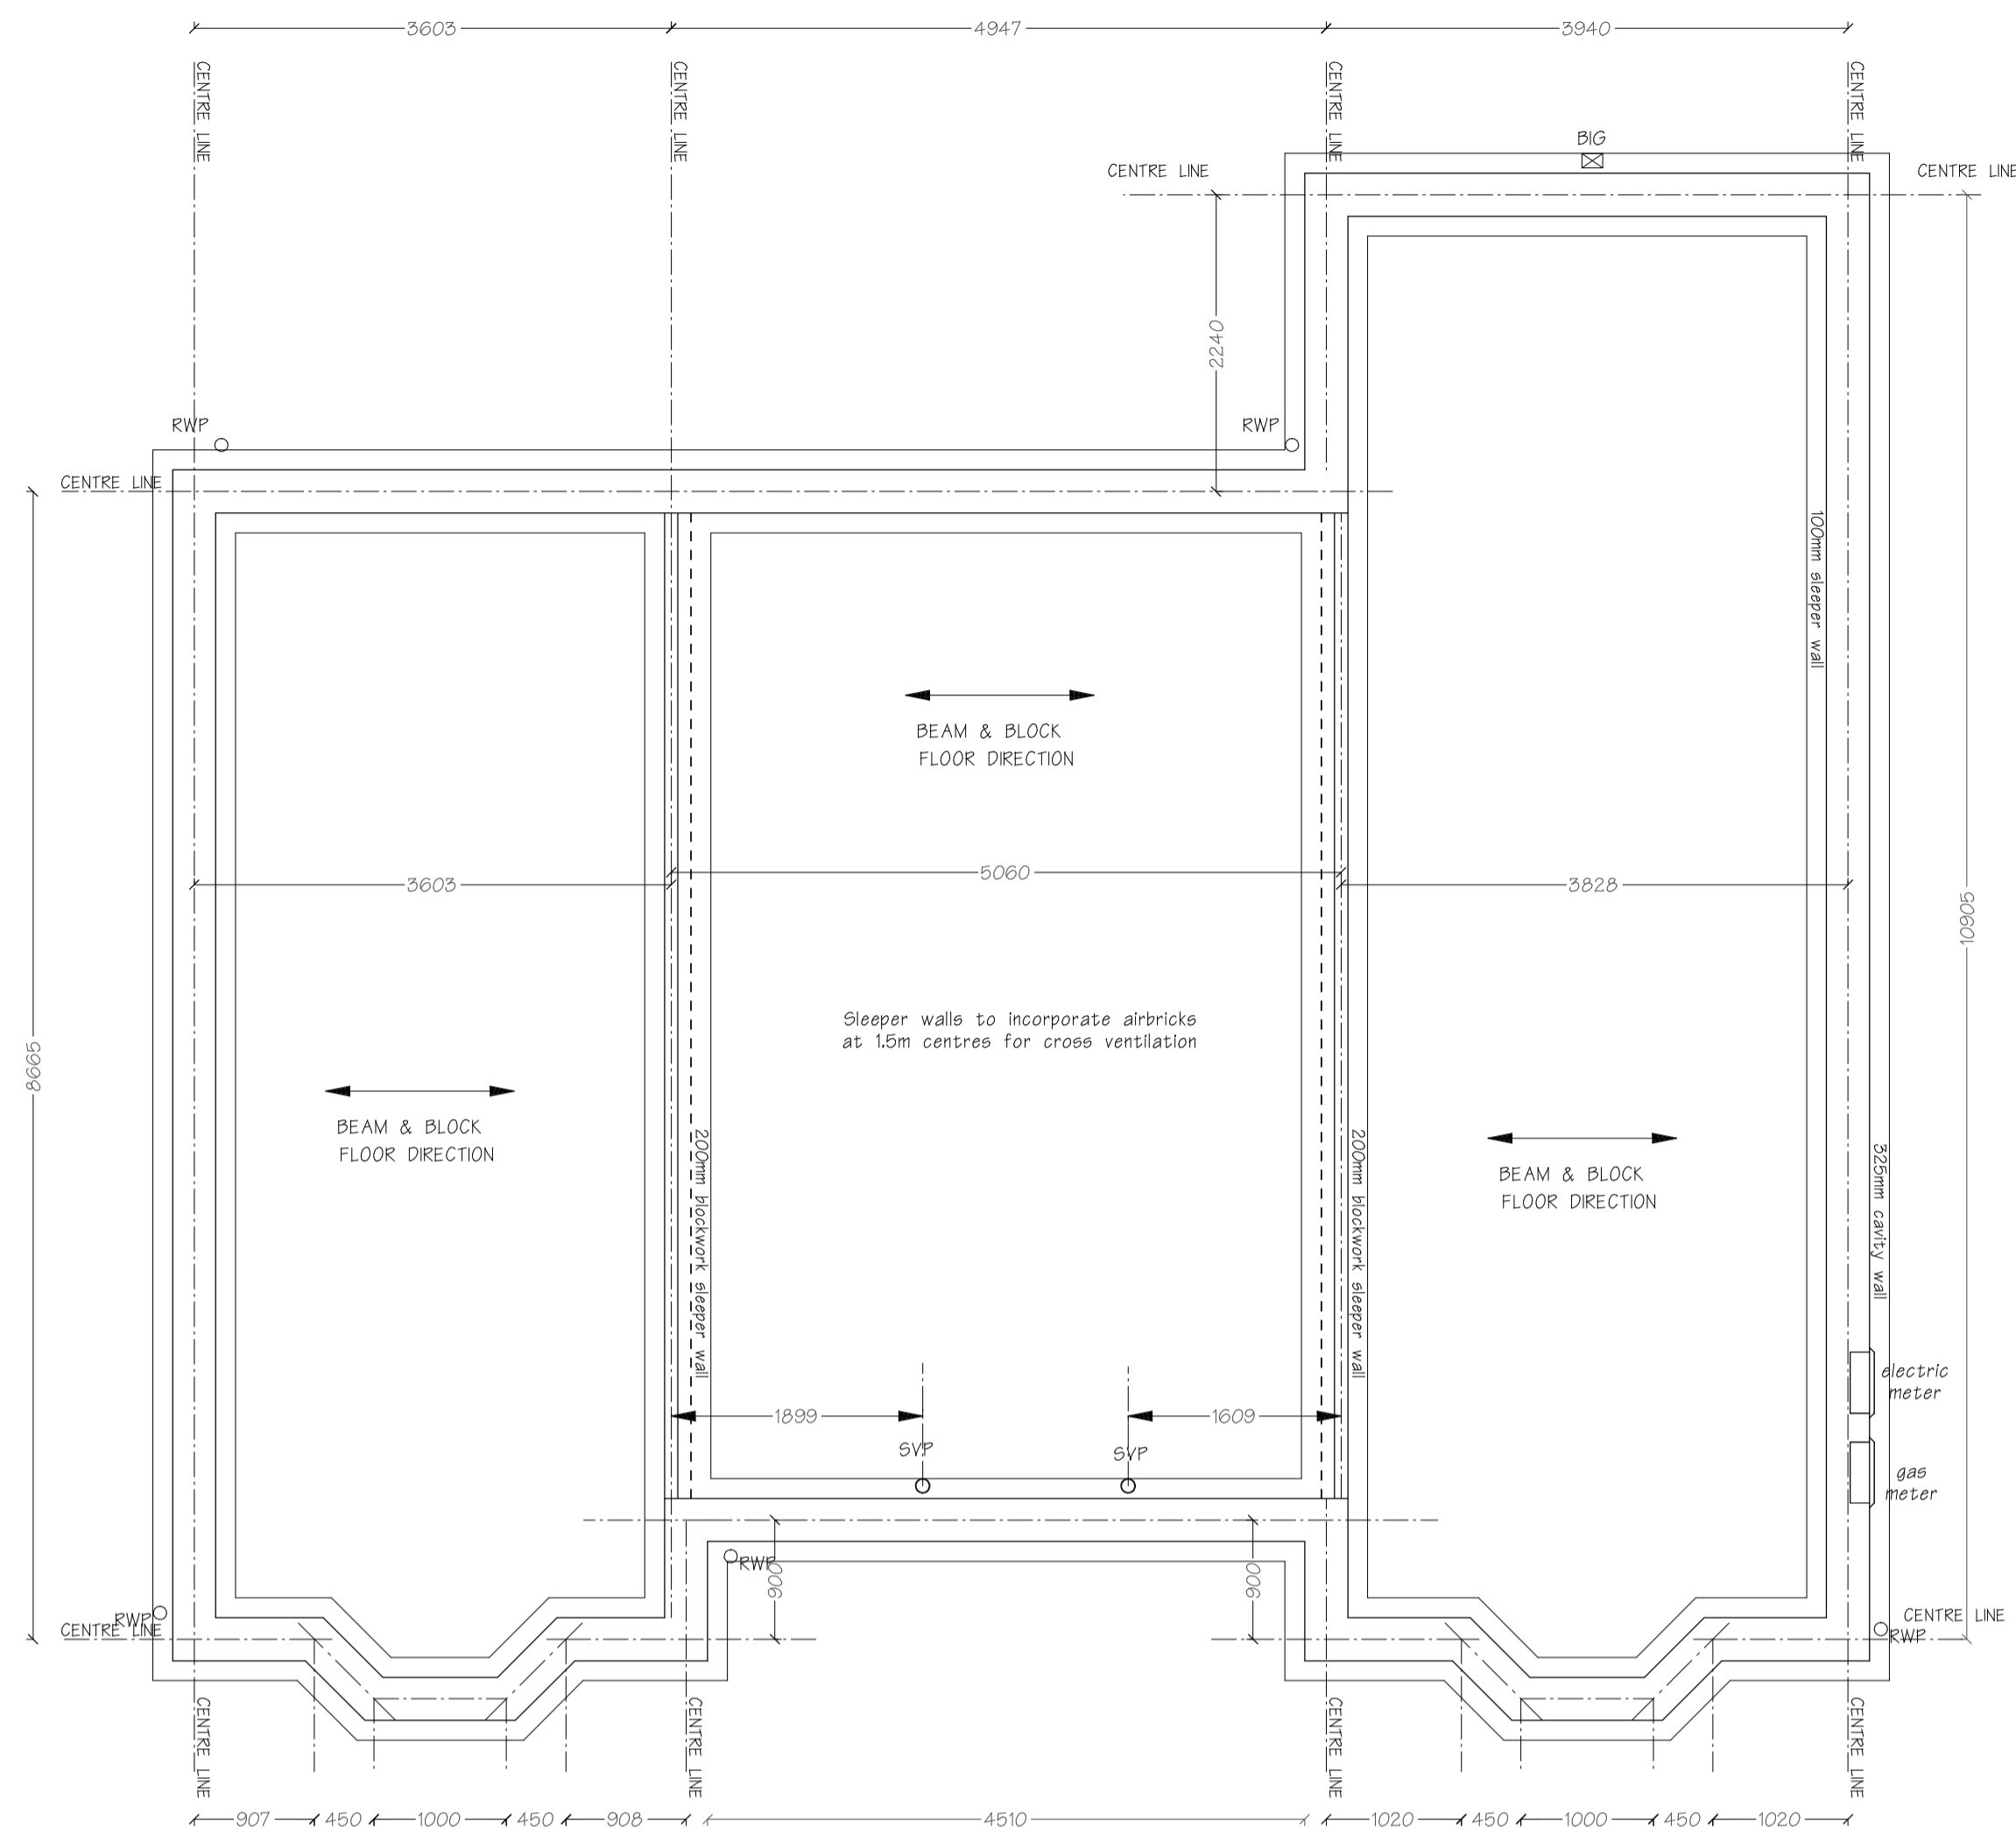 3603
4947
3940
CENTRE LINE
CENTRE LINE
CENTRE LINE
CENTRE LINE
BIG
CENTRE LINE
CENTRE LINE
2240
RWP
RWP
CENTRE LINE
100mm sleeper wall
BEAM & BLOCK
FLOOR DIRECTION
3603
5060
3828
10905
8665
Sleeper walls to incorporate airbricks
at 1.5m centres for cross ventilation
BEAM & BLOCK
FLOOR DIRECTION
200mm blockwork sleeper wall
200mm blockwork sleeper wall
BEAM & BLOCK
FLOOR DIRECTION
325mm cavity wall
electric
meter
1899
1609
SVP
SVP
gas
meter
RWP
900
900
RWP
CENTRE LINE
CENTRE LINE
RWP
CENTRE LINE
CENTRE LINE
CENTRE LINE
CENTRE LINE
907
450
1000
450
908
4510
1020
450
1000
450
1020